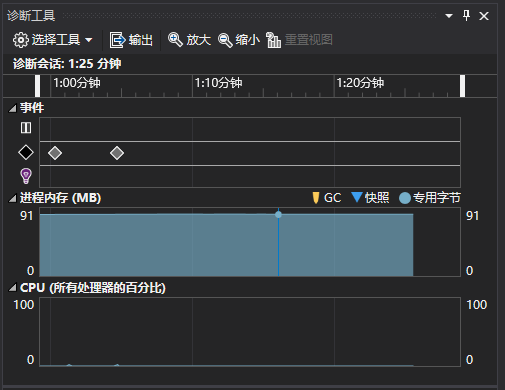 诊断工具
选择工具 输出 放大 缩小 重置视图
诊断会话: 1:25 分钟
1:00分钟 1:10分钟 1:20分钟
事件
进程内存 (MB) GC 快照 专用字节
91 91
0 0
CPU (所有处理器的百分比)
100 100
0 0